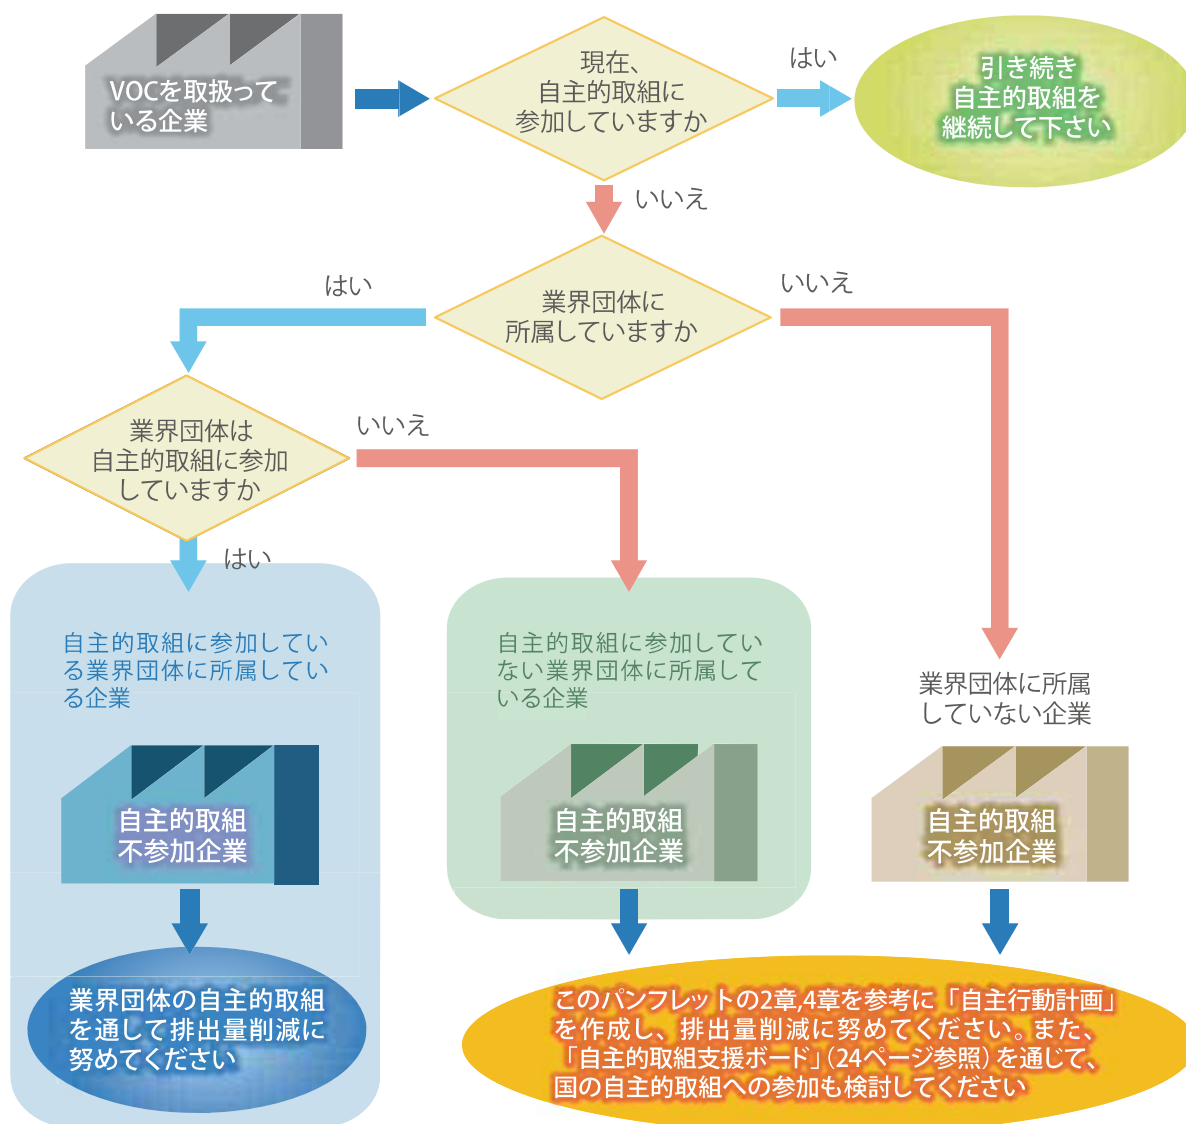 VOCを取扱って
いる企業
現在、
自主的取組に
参加していますか
はい
引き続き
自主的取組を
継続して下さい
いいえ
はい
業界団体に
所属していますか
いいえ
業界団体は
自主的取組に参加
していますか
いいえ
はい
自主的取組に参加してい
る業界団体に所属してい
る企業
自主的取組
不参加企業
業界団体の自主的取組
を通して排出量削減に
努めてください
自主的取組に参加してい
ない業界団体に所属して
いる企業
自主的取組
不参加企業
業界団体に所属
していない企業
自主的取組
不参加企業
このパンフレットの2章,4章を参考に「自主行動計画」
を作成し、排出量削減に努めてください。また、
「自主的取組支援ボード」(24ページ参照)を通じて、
国の自主的取組への参加も検討してください